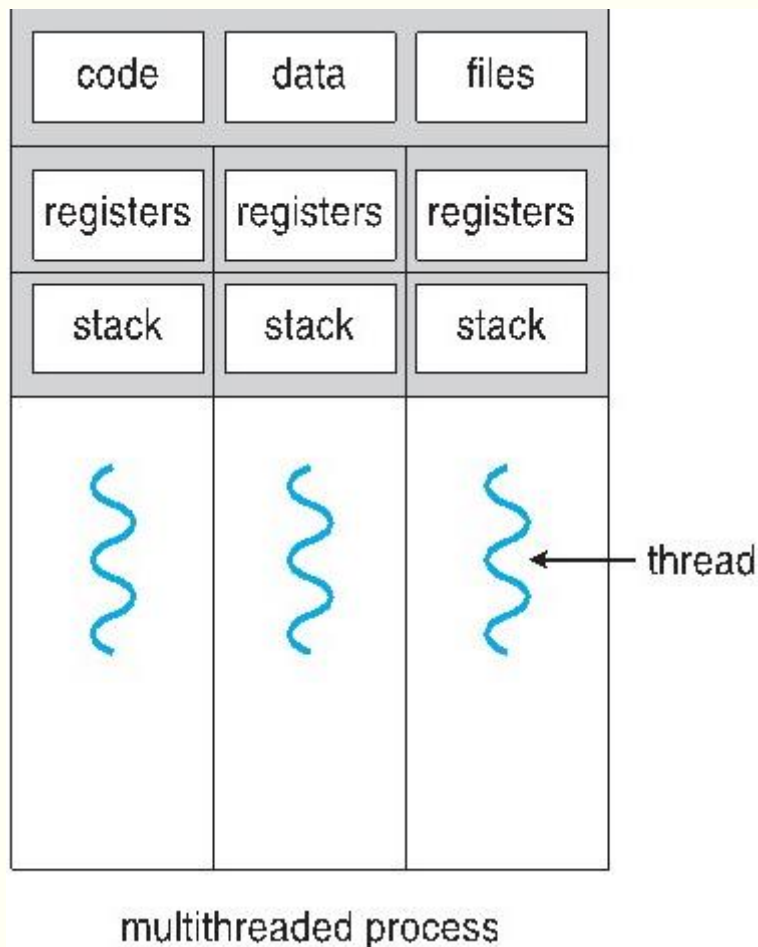 code data files
registers registers registers
stack stack stack
thread
multithreaded process